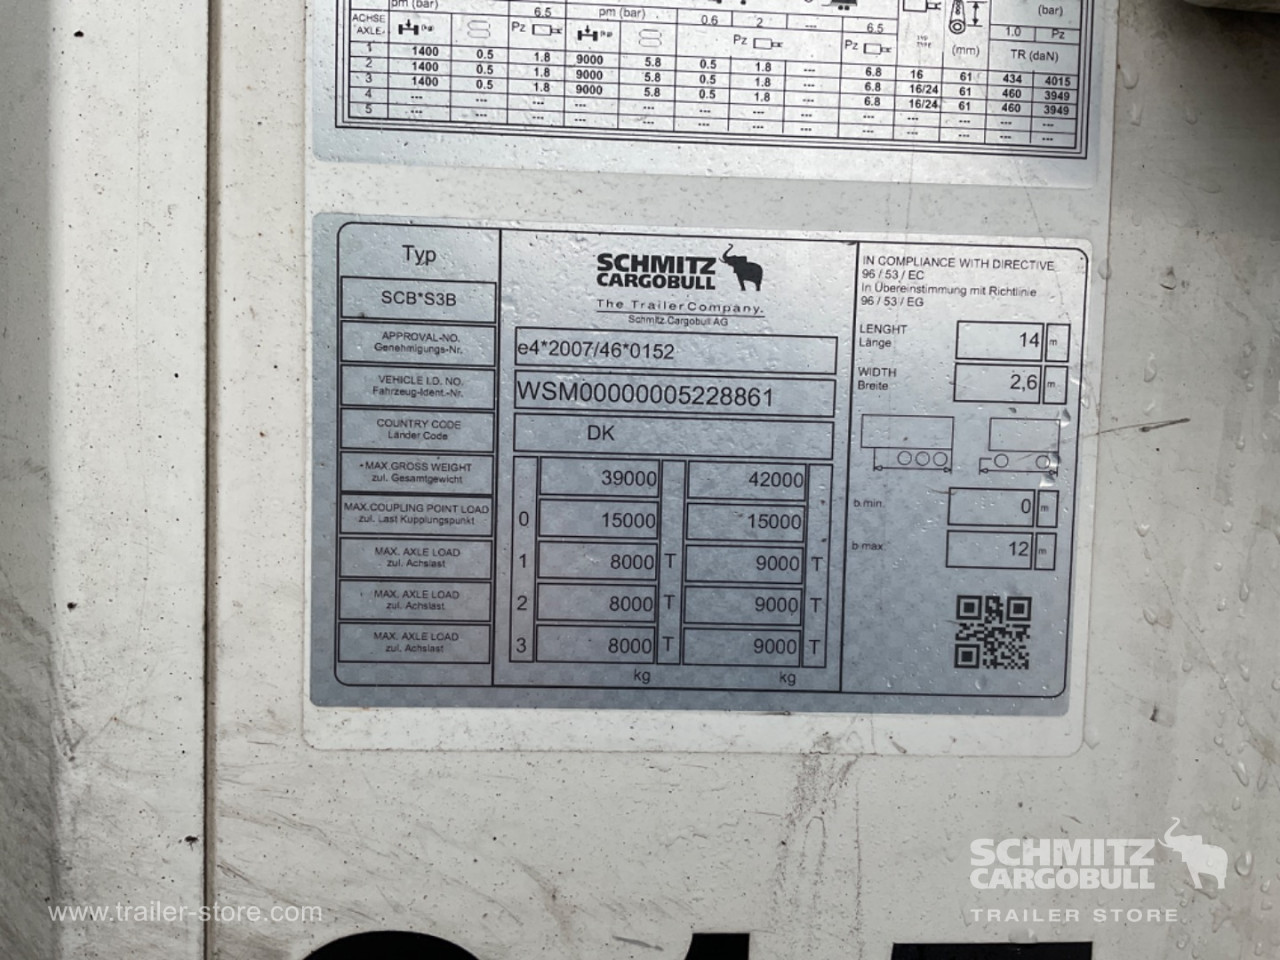 pm (bar) 6.5 pm (bar) 0.6 2 6.5 (bar)
ACHSE Pz Pz Pz TYP (mm) 1.0 Pz
AXLE TYPE TR (daN)
1 1400 0.5 1.8 9000 5.8 0.5 1.8 --- 6.8 16 61 434 4015
2 1400 0.5 1.8 9000 5.8 0.5 1.8 --- 6.8 16/24 61 460 3949
3 1400 0.5 1.8 9000 5.8 0.5 1.8 --- 6.8 16/24 61 460 3949
4 --- --- --- --- --- --- --- --- --- --- --- --- ---
5 --- --- --- --- --- --- --- --- --- --- --- --- ---
Typ
SCHMITZ
CARGOBULL
The Trailer Company.
Schmitz Cargobull AG
SCB*S3B
APPROVAL-NO.
Genehmigungs-Nr.
e4*2007/46*0152
VEHICLE I.D. NO.
Fahrzeug-Ident.-Nr.
WSM00000005228861
COUNTRY CODE
Länder Code
DK
MAX.GROSS WEIGHT
zul. Gesamtgewicht
39000 42000
MAX.COUPLING POINT LOAD
zul. Last Kupplungspunkt
0 15000 15000
MAX. AXLE LOAD
zul. Achslast
1 8000 T 9000 T
MAX. AXLE LOAD
zul. Achslast
2 8000 T 9000 T
MAX. AXLE LOAD
zul. Achslast
3 8000 T 9000 T
kg kg
IN COMPLIANCE WITH DIRECTIVE
96 / 53 / EC
In Übereinstimmung mit Richtlinie
96 / 53 / EG
LENGHT
Länge
14 m
WIDTH
Breite
2,6 m
b min. 0 m
b max. 12 m
SCHMITZ
CARGOBULL
TRAILER STORE
www.trailer-store.com